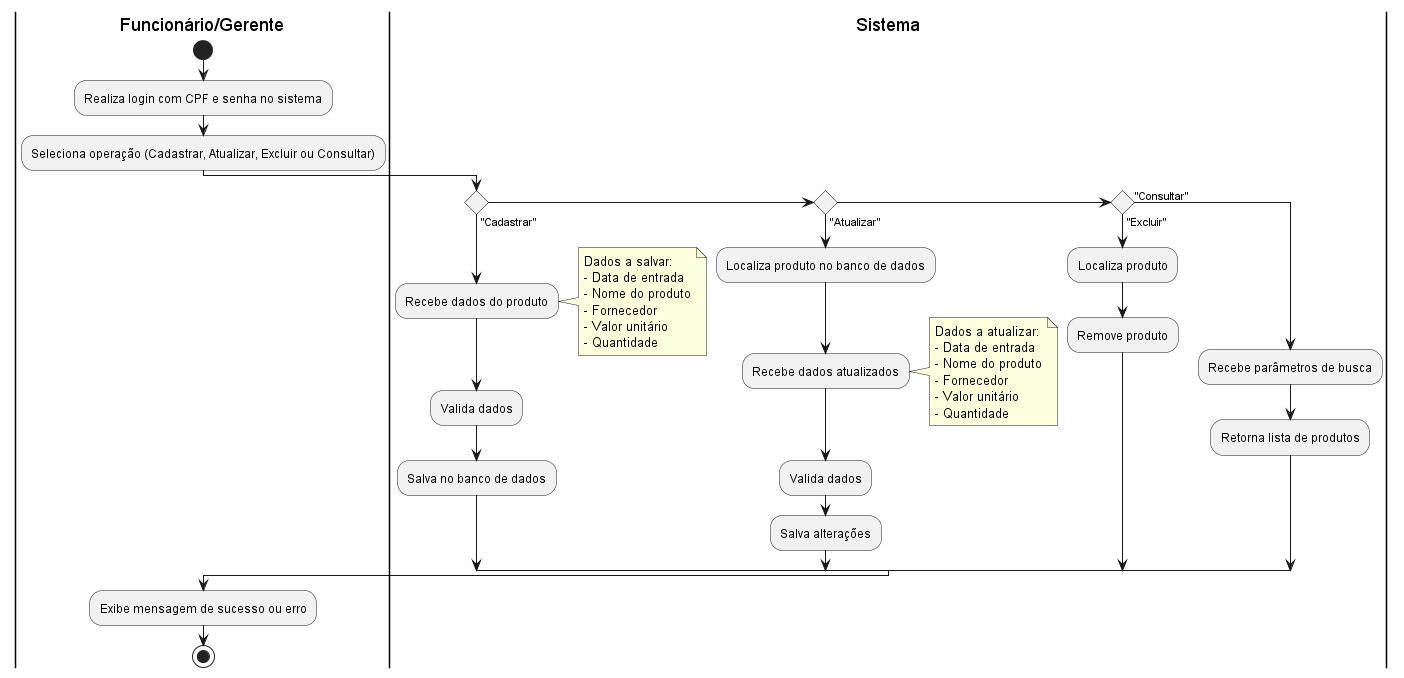 Funcionário/Gerente
Sistema
Realiza login com CPF e senha no sistema
Seleciona operação (Cadastrar, Atualizar, Excluir ou Consultar)
"Cadastrar"
Recebe dados do produto
Dados a salvar:
- Data de entrada
- Nome do produto
- Fornecedor
- Valor unitário
- Quantidade
Valida dados
Salva no banco de dados
"Atualizar"
Localiza produto no banco de dados
Recebe dados atualizados
Dados a atualizar:
- Data de entrada
- Nome do produto
- Fornecedor
- Valor unitário
- Quantidade
Valida dados
Salva alterações
"Excluir"
Localiza produto
Remove produto
"Consultar"
Recebe parâmetros de busca
Retorna lista de produtos
Exibe mensagem de sucesso ou erro